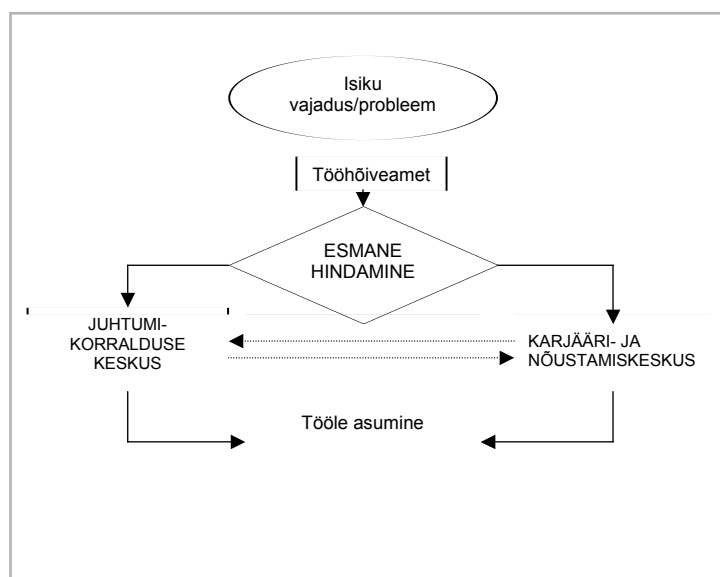 Isiku
vajadus/probleem
Tööhõiveamet
ESMANE
HINDAMINE
JUHTUMI-
KORRALDUSE
KESKUS
KARJÄÄRI- JA
NÕUSTAMISKESKUS
Tööle asumine